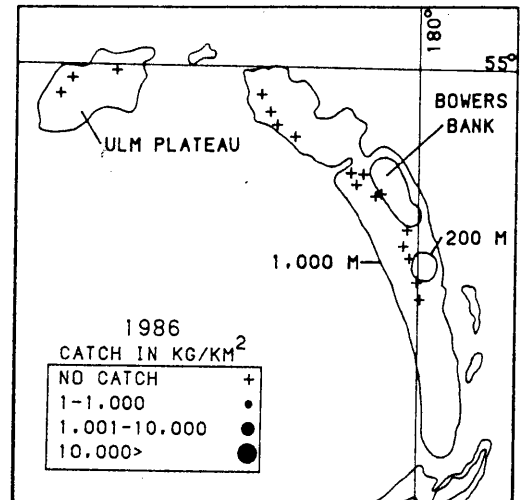 180°
55°
BOWERS
BANK
ULM PLATEAU
200 M
1.000 M
1986
CATCH IN KG/KM²
NO CATCH +
1-1.000
1.001-10.000
10.000>